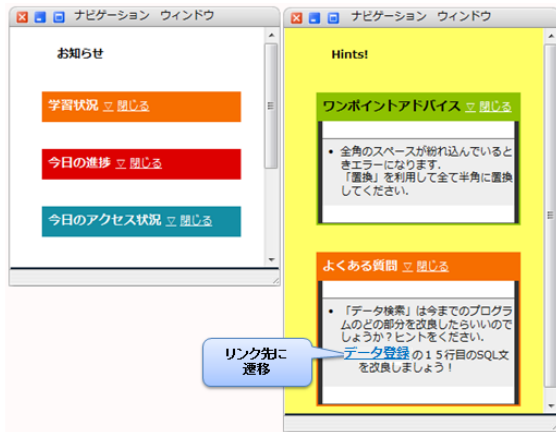 ナビゲーション ウィンドウ
お知らせ
学習状況 ▽ 閉じる
今日の進捗 ▽ 閉じる
今日のアクセス状況 ▽ 閉じる
ナビゲーション ウィンドウ
Hints!
ワンポイントアドバイス ▽ 閉じる
• 全角のスペースが紛れ込んでいると
きエラーになります.
「置換」を利用して全て半角に置換
してください.
よくある質問 ▽ 閉じる
• 「データ検索」は今までのプログラ
ムのどの部分を改良したらいいので
しょうか？ヒントをください.
データ登録 の１５行目のSQL文
を改良しましょう！
リンク先に
遷移